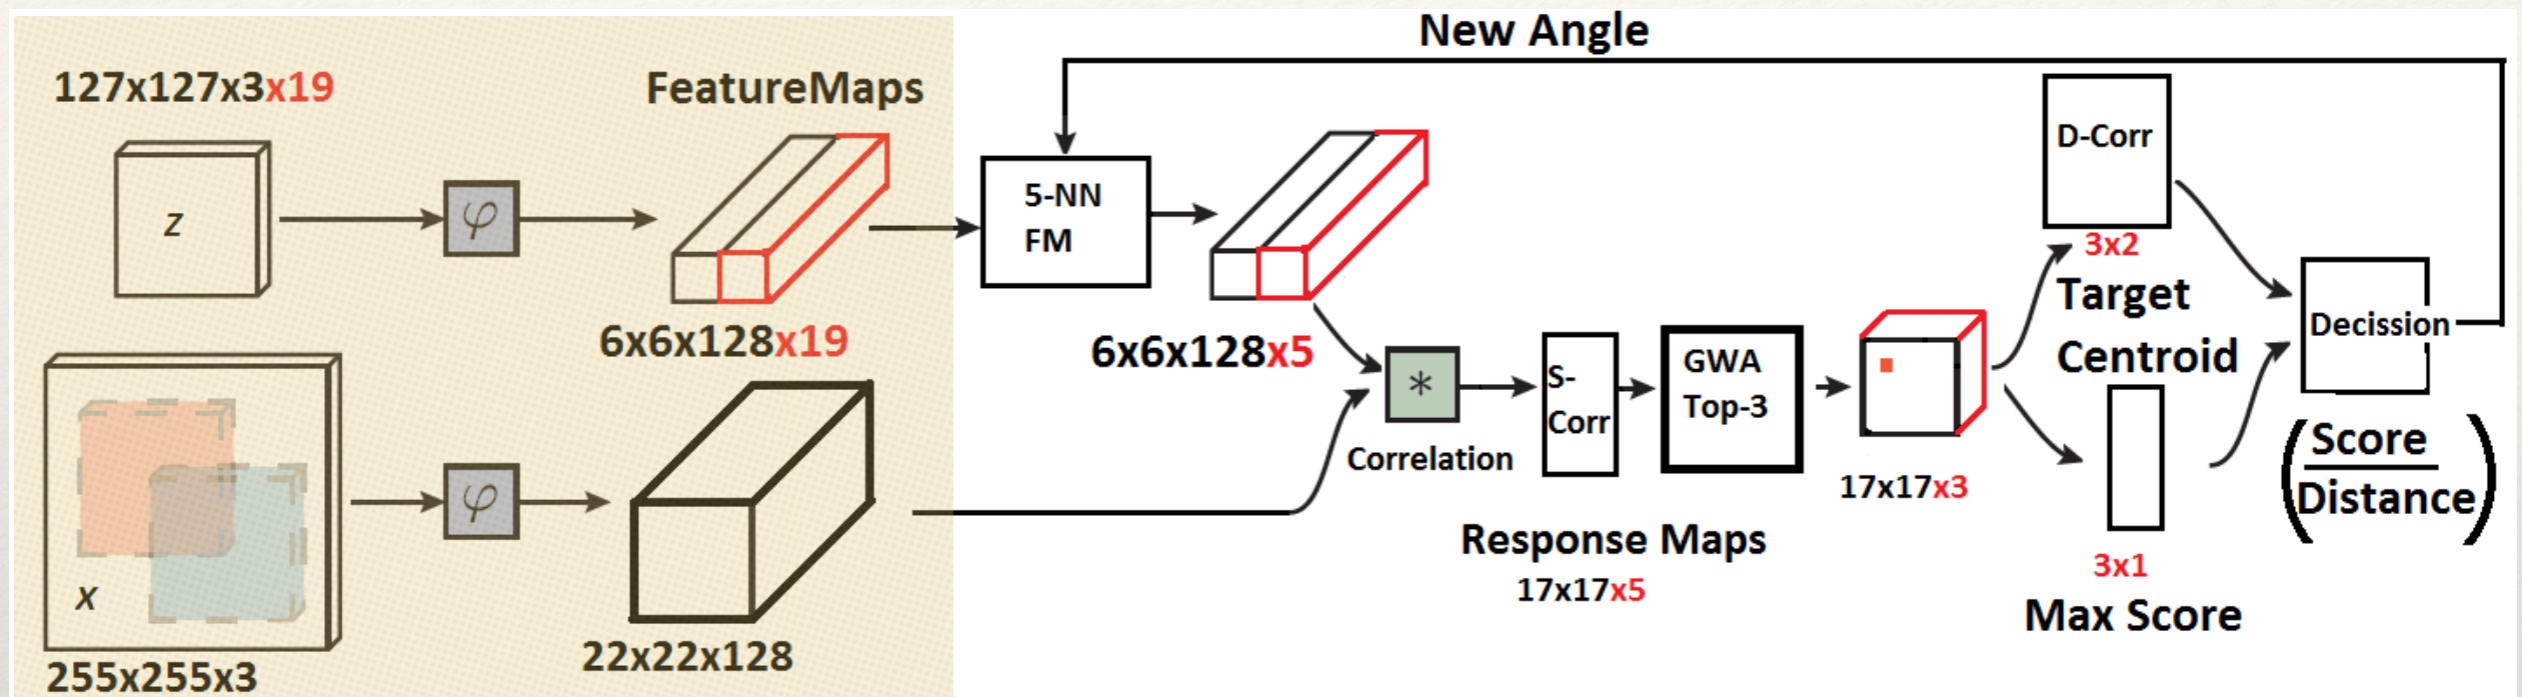 New Angle
127x127x3x19
FeatureMaps
z
φ
5-NN
FM
6x6x128x19
6x6x128x5
*
Correlation
S-
Corr
GWA
Top-3
17x17x3
Response Maps
17x17x5
D-Corr
3x2
Target
Centroid
Decission
(Score
Distance)
3x1
Max Score
x
255x255x3
φ
22x22x128